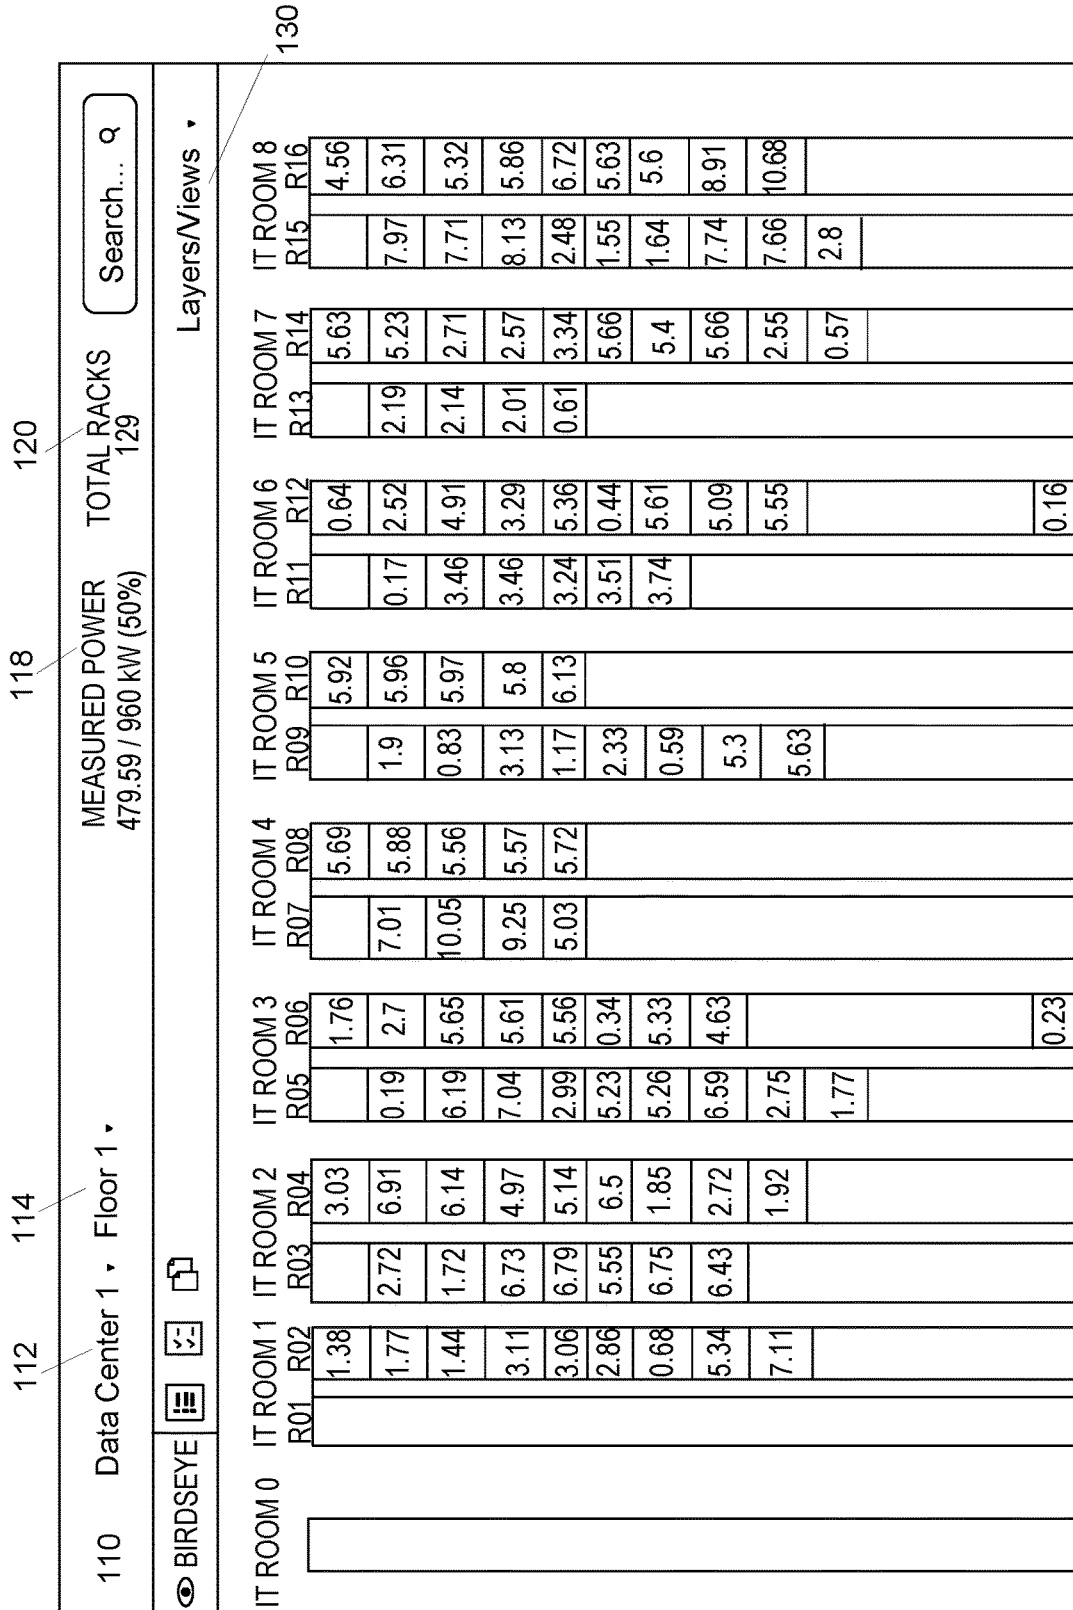 112 114 118 120
130
110 Data Center 1 Floor 1 MEASURED POWER TOTAL RACKS Search...
479.59 / 960 kW (50%) 129
BIRDSEYE Layers/Views
IT ROOM 0 IT ROOM 1 IT ROOM 2 IT ROOM 3 IT ROOM 4 IT ROOM 5 IT ROOM 6 IT ROOM 7 IT ROOM 8
R01 R02 R03 R04 R05 R06 R07 R08 R09 R10 R11 R12 R13 R14 R15 R16
1.38 3.03 1.76 5.69 5.92 0.64 5.63 4.56
1.77 2.72 6.91 0.19 2.7 7.01 5.88 1.9 5.96 0.17 2.52 2.19 5.23 7.97 6.31
1.44 1.72 6.14 6.19 5.65 10.05 5.56 0.83 5.97 3.46 4.91 2.14 2.71 7.71 5.32
3.11 6.73 4.97 7.04 5.61 9.25 5.57 3.13 5.8 3.46 3.29 2.01 2.57 8.13 5.86
3.06 6.79 5.14 2.99 5.56 5.03 5.72 1.17 6.13 3.24 5.36 0.61 3.34 2.48 6.72
2.86 5.55 6.5 5.23 0.34 2.33 3.51 0.44 5.66 1.55 5.63
0.68 6.75 1.85 5.26 5.33 0.59 3.74 5.61 5.4 1.64 5.6
5.34 6.43 2.72 6.59 4.63 5.3 5.09 5.66 7.74 8.91
7.11 1.92 2.75 5.63 5.55 2.55 7.66 10.68
1.77 0.57 2.8
0.23 0.16